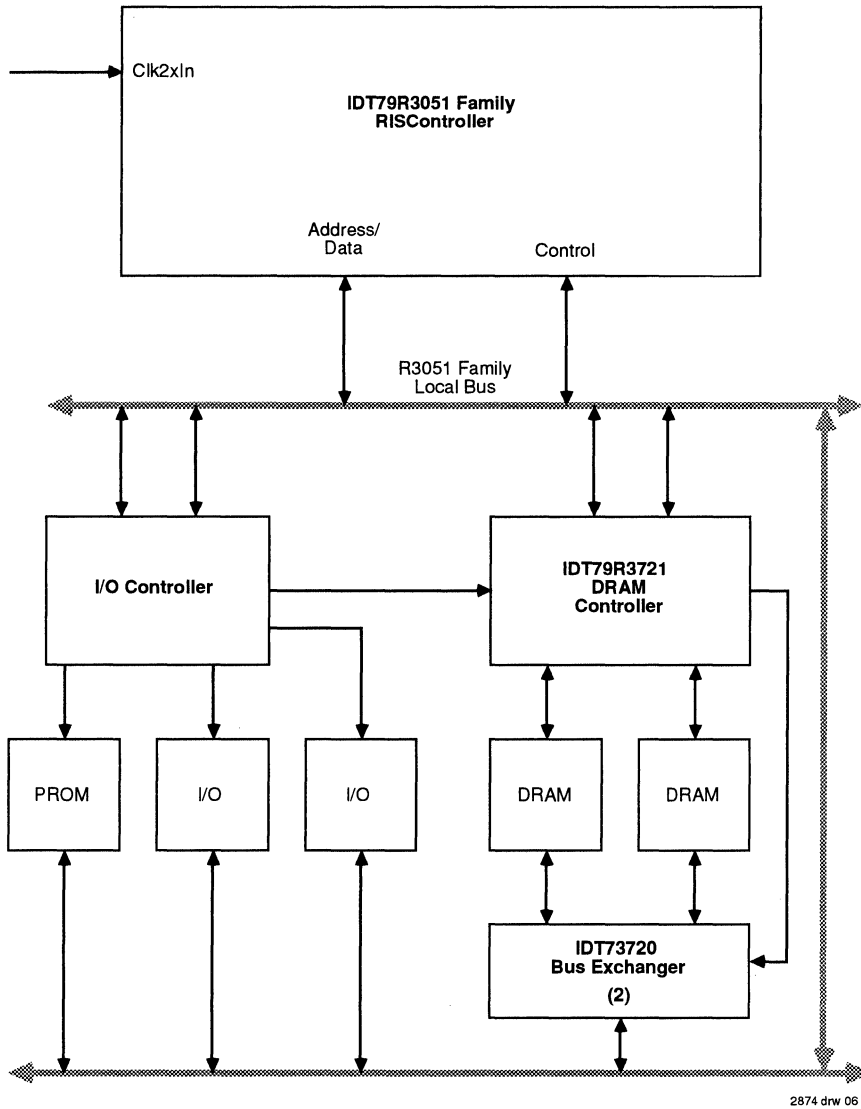 Clk2xIn
IDT79R3051 Family
RISController
Address/
Data
Control
R3051 Family
Local Bus
I/O Controller
IDT79R3721
DRAM
Controller
PROM
I/O
I/O
DRAM
DRAM
IDT73720
Bus Exchanger
(2)
2874 drw 06